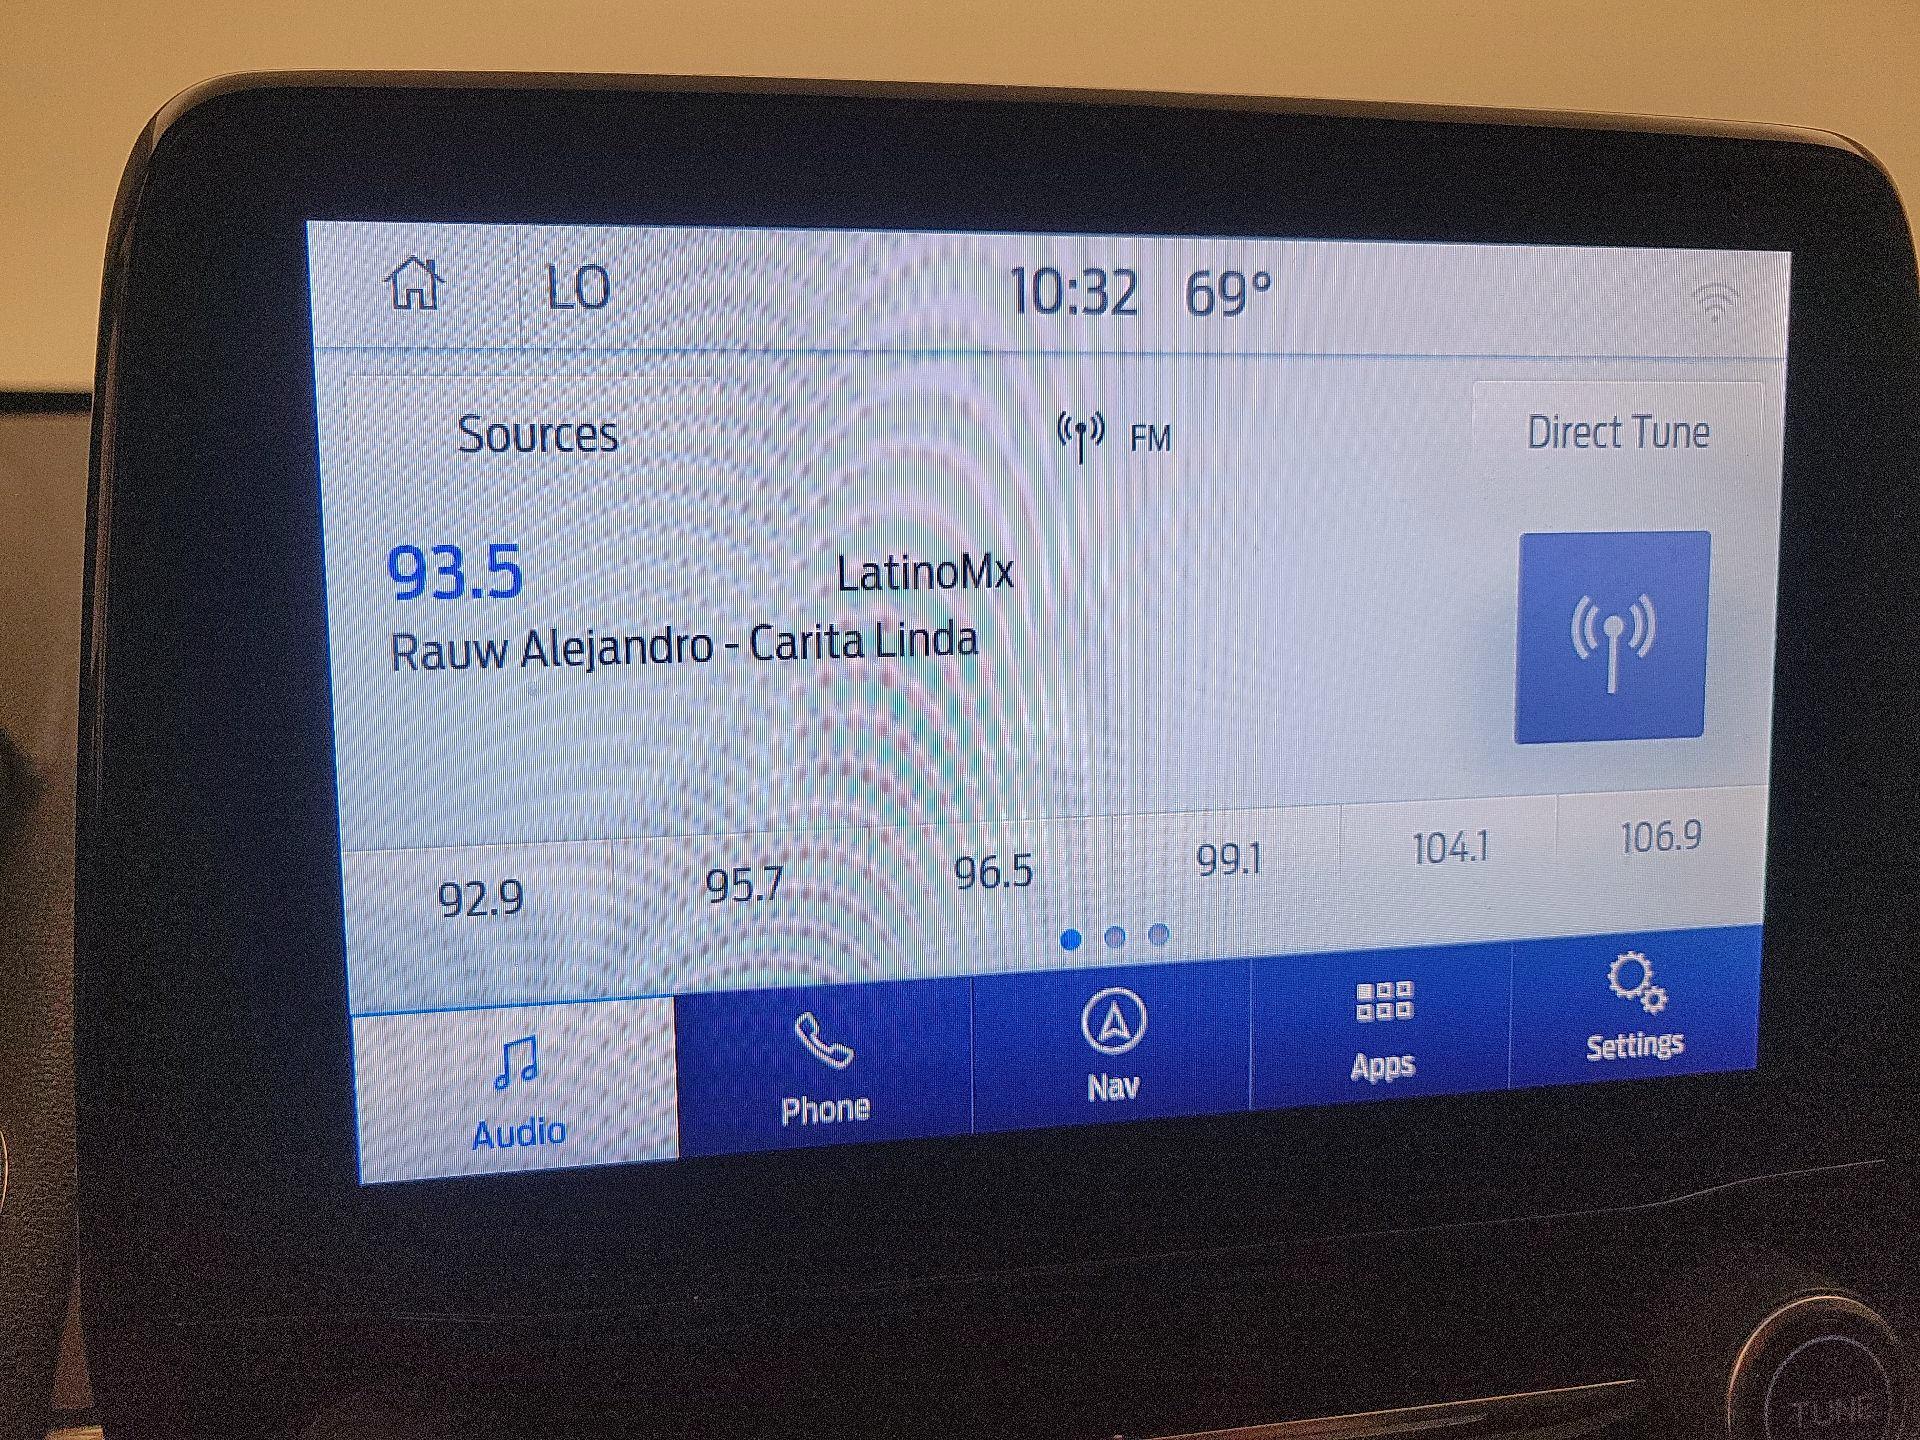 LO 10:32 69°
Sources FM Direct Tune
93.5 LatinoMx
Rauw Alejandro - Carita Linda
92.9 95.7 96.5 99.1 104.1 106.9
Audio Phone Nav Apps Settings
TUNE